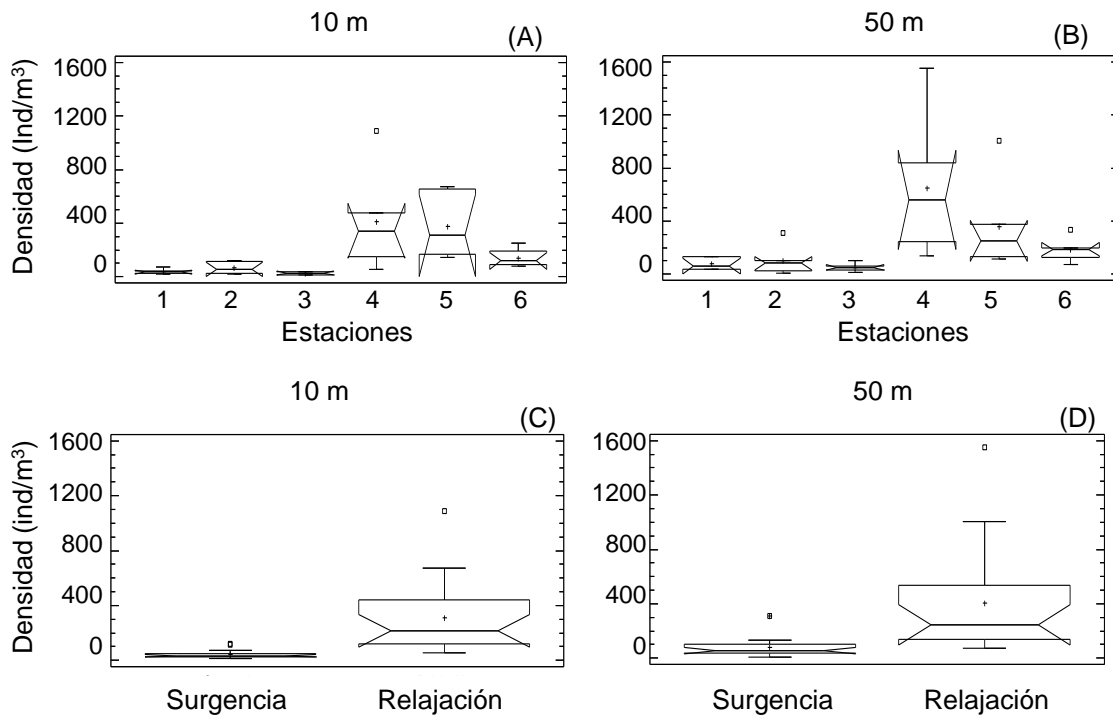 10 m
(A)
Densidad (Ind/m³)
1600
1200
800
400
0
1 2 3 4 5 6
Estaciones
50 m
(B)
1600
1200
800
400
0
1 2 3 4 5 6
Estaciones
10 m
(C)
Densidad (ind/m³)
1600
1200
800
400
0
Surgencia Relajación
50 m
(D)
1600
1200
800
400
0
Surgencia Relajación